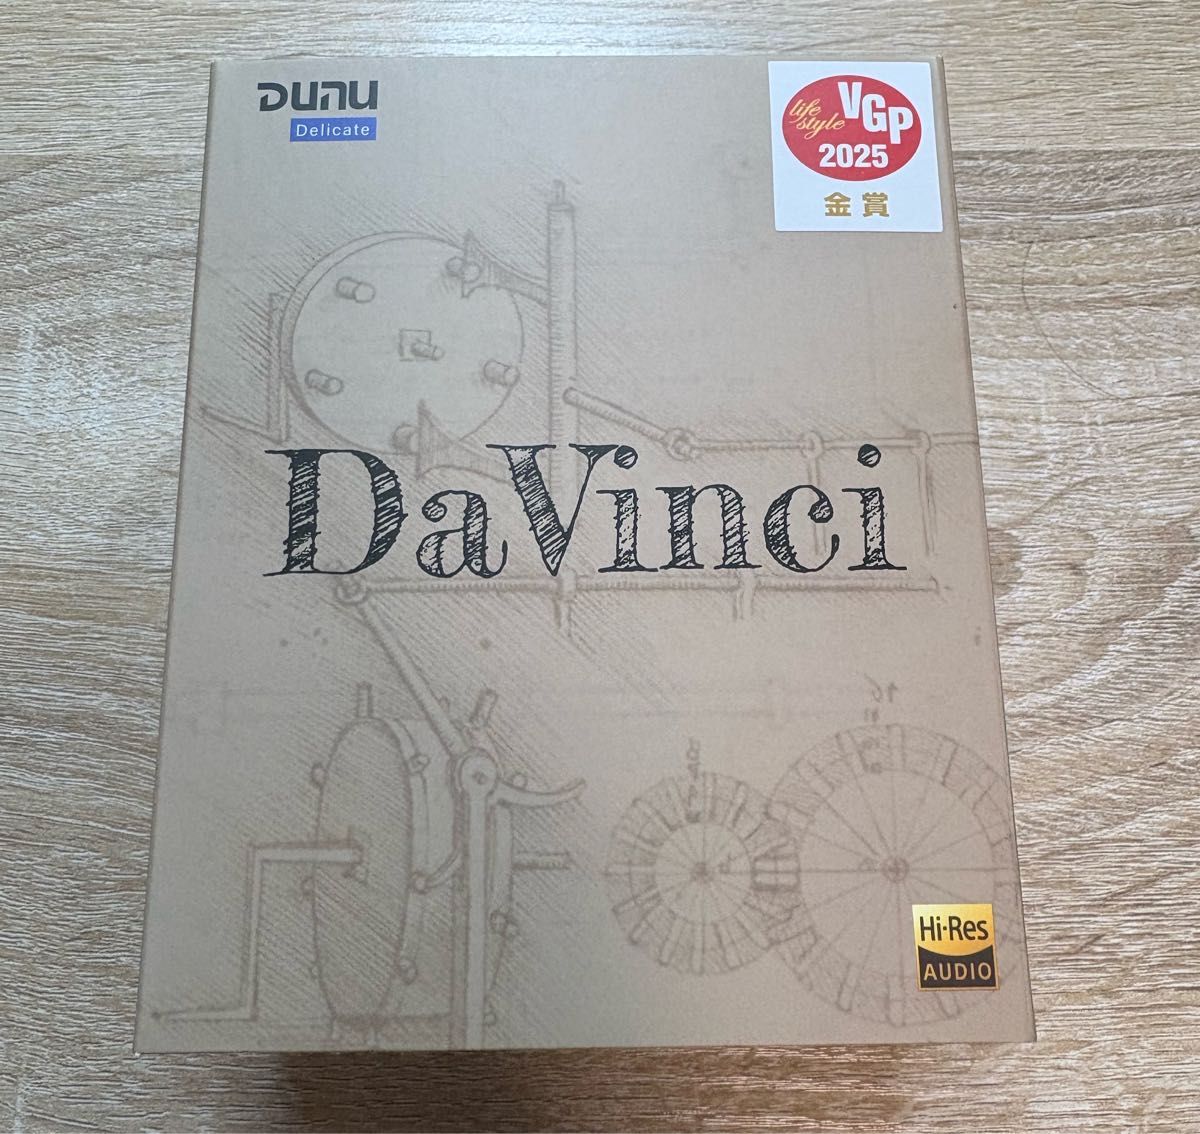 DUNU
Delicate
life style VGP
2025
金賞
DaVinci
Hi-Res
AUDIO